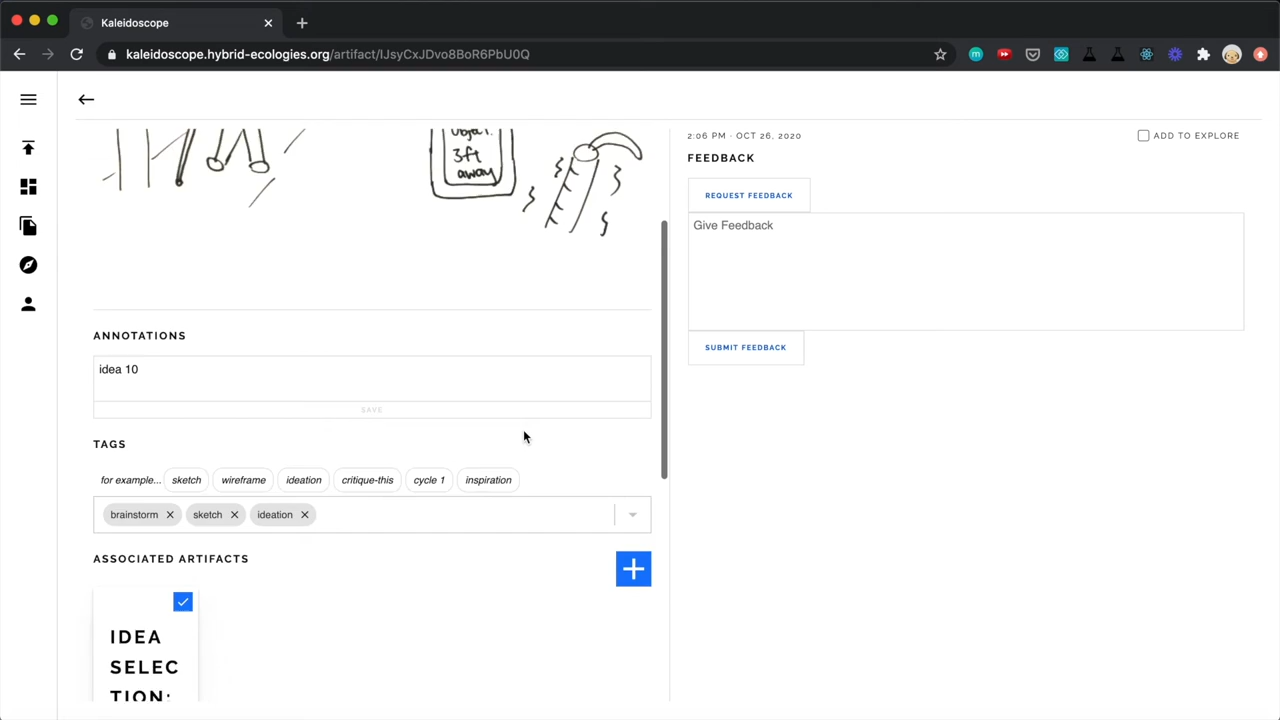 Kaleidoscope
kaleidoscope.hybrid-ecologies.org/artifact/IJsyCxJDvo8BoR6PbU0Q
object
3ft
away
2:06 PM · OCT 26, 2020
ADD TO EXPLORE
FEEDBACK
REQUEST FEEDBACK
Give Feedback
SUBMIT FEEDBACK
ANNOTATIONS
idea 10
SAVE
TAGS
for example... sketch wireframe ideation critique-this cycle 1 inspiration
brainstorm sketch ideation
ASSOCIATED ARTIFACTS
IDEA
SELEC
TION: